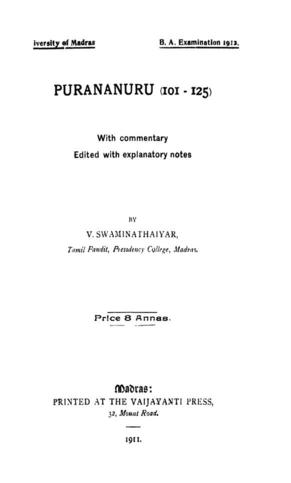 iversity of Madras B. A. Examination 1912.
PURANANURU (101 - 125)
With commentary
Edited with explanatory notes
BY
V. SWAMINATHAIYAR,
Tamil Pandit, Presidency College, Madras.
Price 8 Annas.
Madras:
PRINTED AT THE VAIJAYANTI PRESS,
32, Mount Road.
1911.